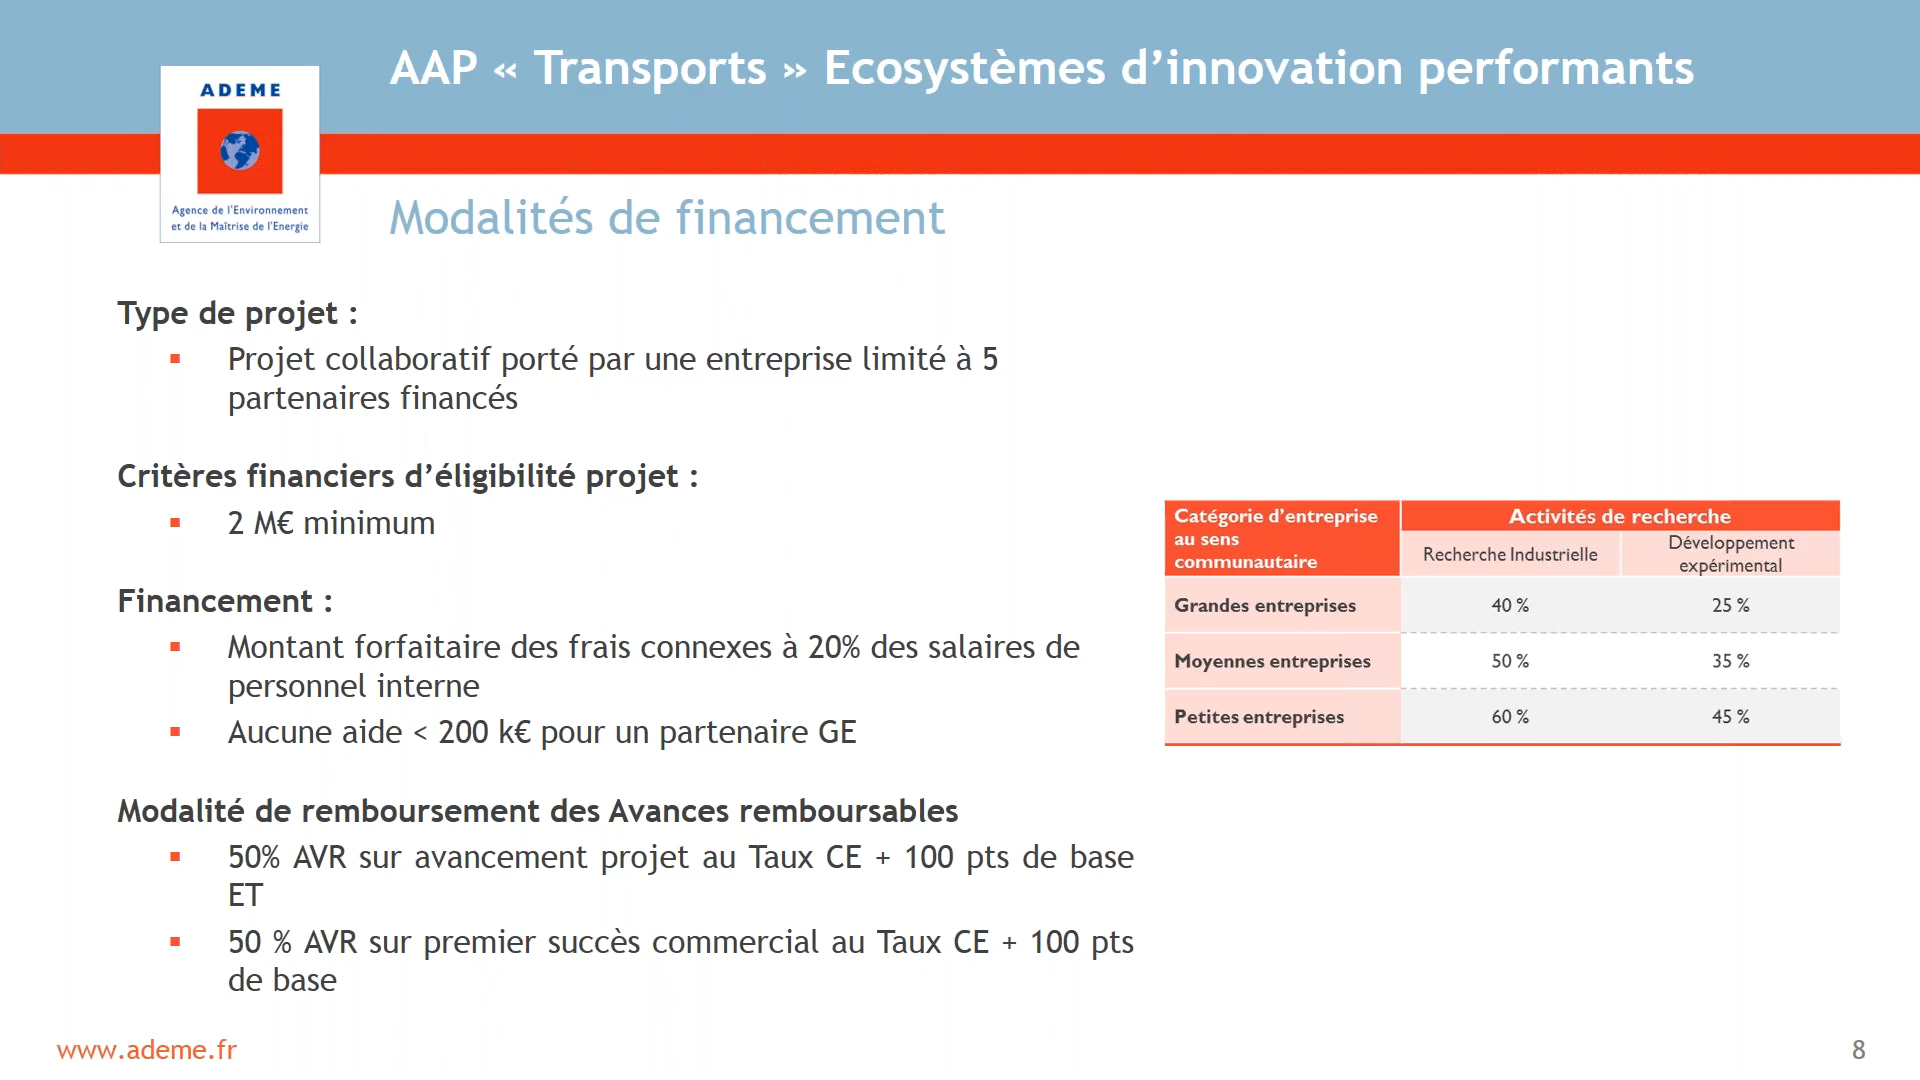 AAP « Transports » Ecosystèmes d’innovation performants
ADEME
Agence de l'Environnement
et de la Maîtrise de l'Energie
Modalités de financement
Type de projet :
▪ Projet collaboratif porté par une entreprise limité à 5
partenaires financés
Critères financiers d’éligibilité projet :
▪ 2 M€ minimum
Financement :
▪ Montant forfaitaire des frais connexes à 20% des salaires de
personnel interne
▪ Aucune aide < 200 k€ pour un partenaire GE
Modalité de remboursement des Avances remboursables
▪ 50% AVR sur avancement projet au Taux CE + 100 pts de base
ET
▪ 50 % AVR sur premier succès commercial au Taux CE + 100 pts
de base
Catégorie d’entreprise
au sens
communautaire
Activités de recherche
Recherche Industrielle
Développement
expérimental
Grandes entreprises 40 % 25 %
Moyennes entreprises 50 % 35 %
Petites entreprises 60 % 45 %
www.ademe.fr
8